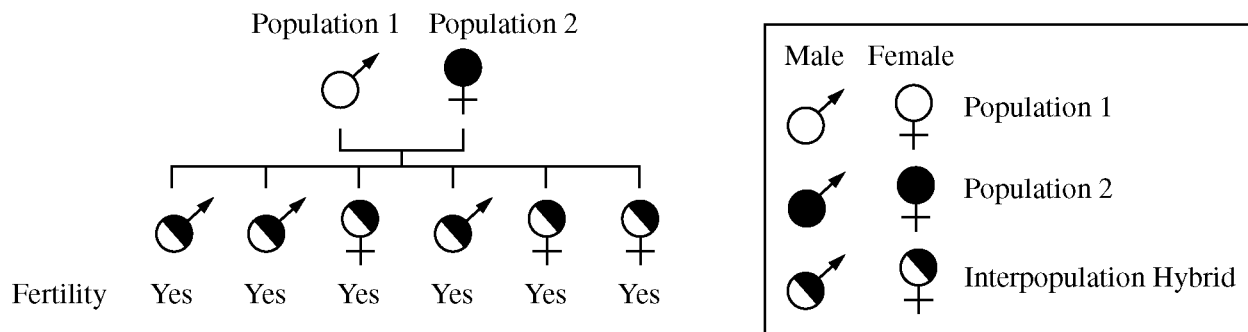 Population 1 Population 2
Fertility Yes Yes Yes Yes Yes Yes
Male Female
Population 1
Population 2
Interpopulation Hybrid